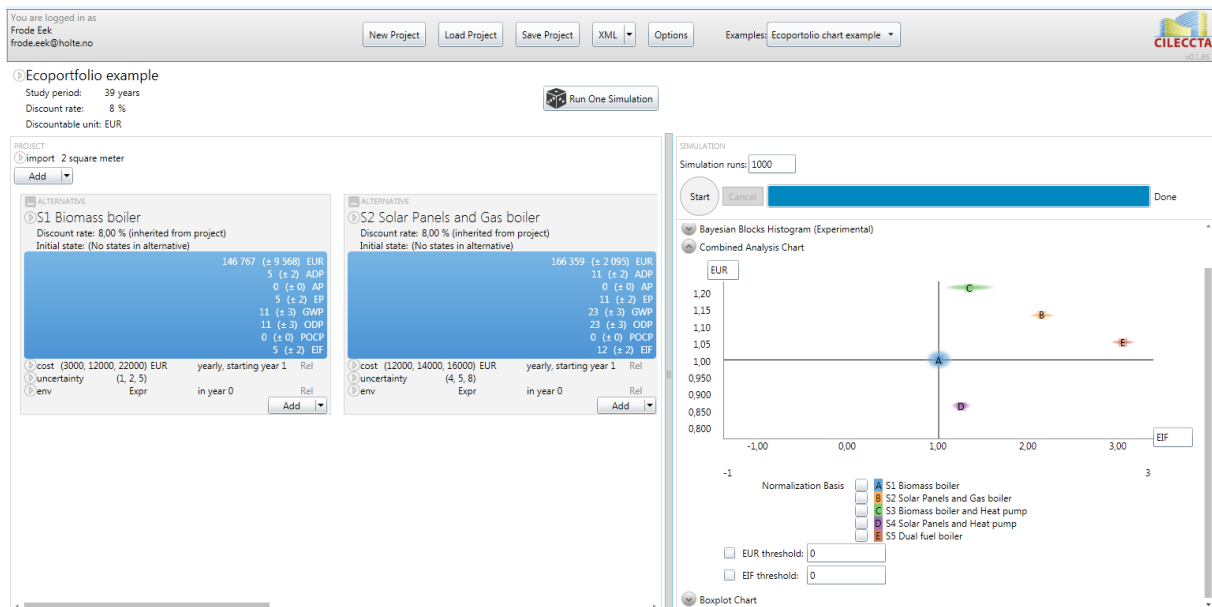 You are logged in as
Frode Eek
frode.eek@holte.no
New Project
Load Project
Save Project
XML
Options
Examples: Ecoportolio chart example
CILECCTA
v0.1.65
Ecoportfolio example
Study period: 39 years
Discount rate: 8 %
Discountable unit: EUR
Run One Simulation
PROJECT
import 2 square meter
Add
ALTERNATIVE
S1 Biomass boiler
Discount rate: 8,00 % (inherited from project)
Initial state: (No states in alternative)
146 767 (± 9 568) EUR
5 (± 2) ADP
0 (± 0) AP
5 (± 2) EP
11 (± 3) GWP
11 (± 3) ODP
0 (± 0) POCP
5 (± 2) EIF
cost (3000, 12000, 22000) EUR yearly, starting year 1 Rel
uncertainty (1, 2, 5)
env Expr in year 0 Rel
Add
ALTERNATIVE
S2 Solar Panels and Gas boiler
Discount rate: 8,00 % (inherited from project)
Initial state: (No states in alternative)
166 359 (± 2 095) EUR
11 (± 2) ADP
0 (± 0) AP
11 (± 2) EP
23 (± 3) GWP
23 (± 3) ODP
0 (± 0) POCP
12 (± 2) EIF
cost (12000, 14000, 16000) EUR yearly, starting year 1 Rel
uncertainty (4, 5, 8)
env Expr in year 0 Rel
Add
SIMULATION
Simulation runs: 1000
Start
Cancel
Done
Bayesian Blocks Histogram (Experimental)
Combined Analysis Chart
EUR
1,20
1,15
1,10
1,05
1,00
0,950
0,900
0,850
0,800
C
B
E
A
D
EIF
-1,00 0,00 1,00 2,00 3,00
-1 3
Normalization Basis
A S1 Biomass boiler
B S2 Solar Panels and Gas boiler
C S3 Biomass boiler and Heat pump
D S4 Solar Panels and Heat pump
E S5 Dual fuel boiler
EUR threshold: 0
EIF threshold: 0
Boxplot Chart